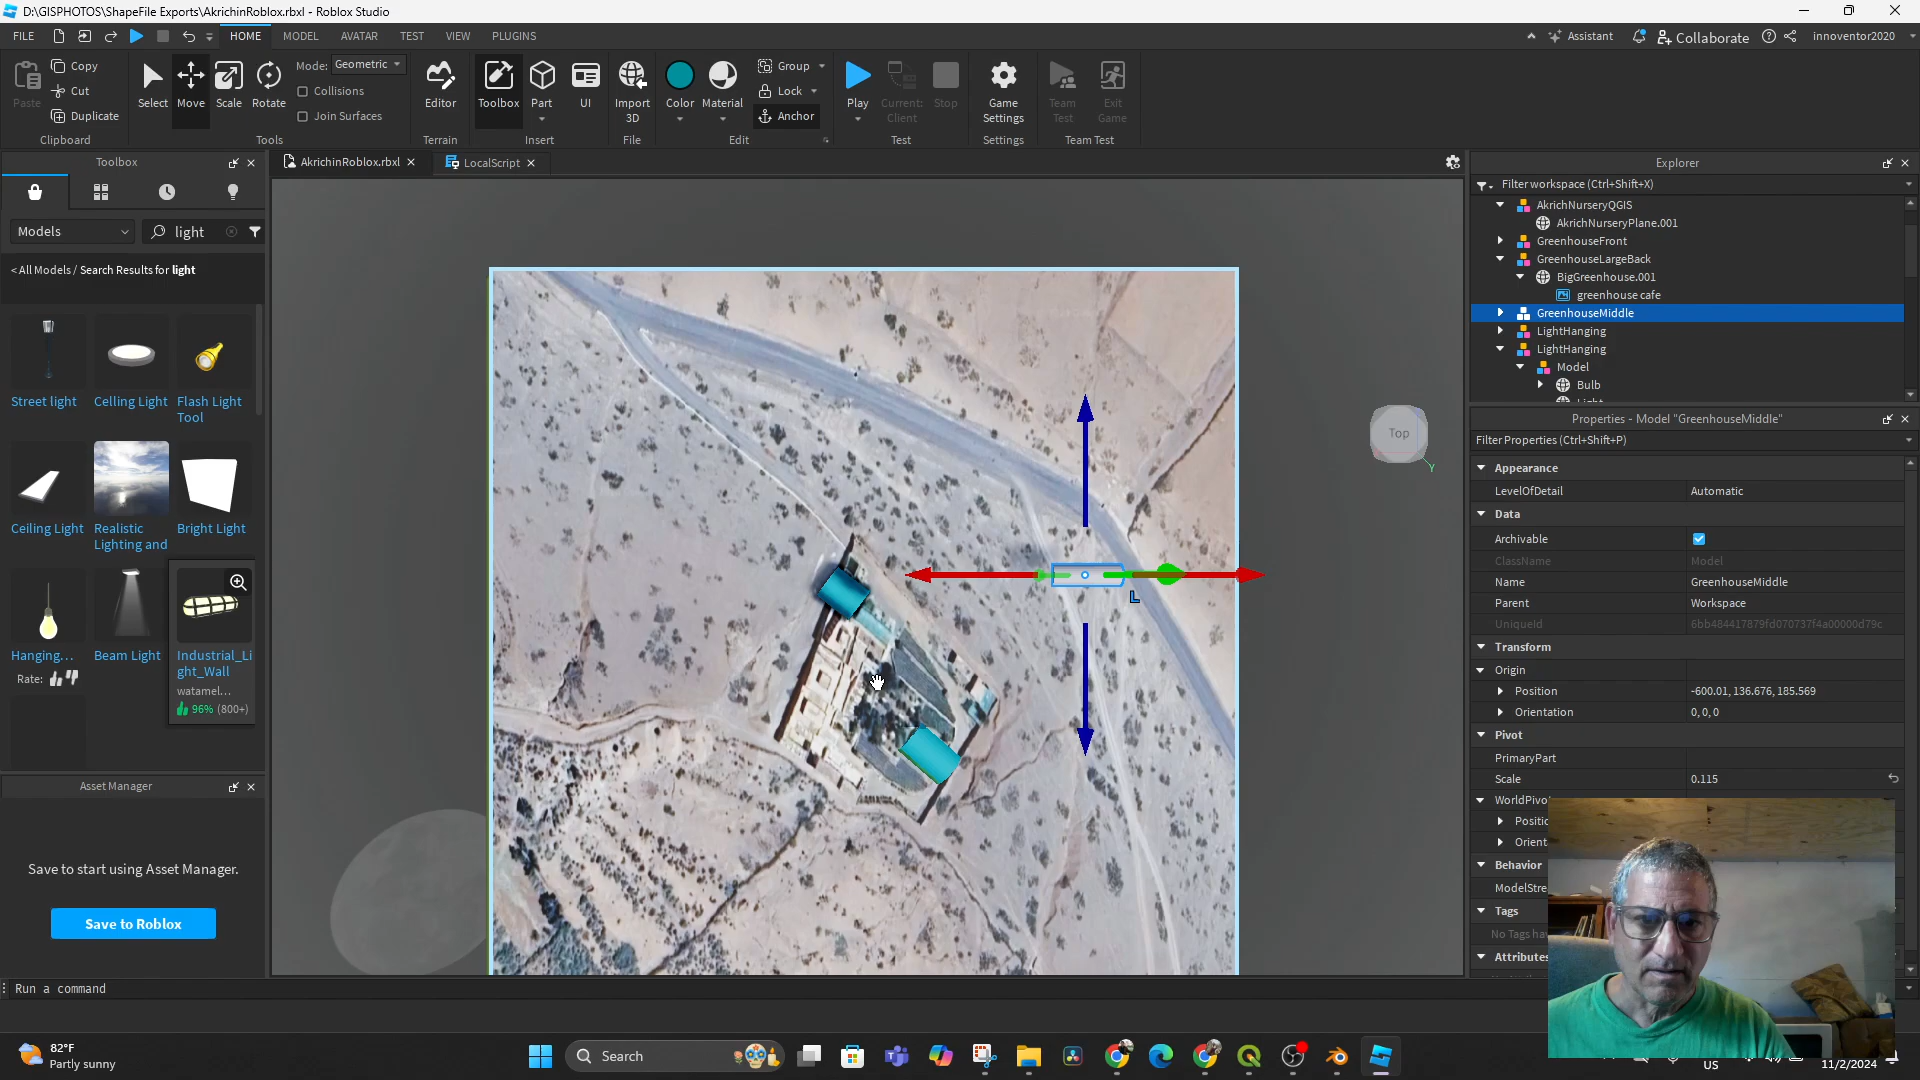 D:\GISPHOTOS\ShapeFile Exports\AkrichinRoblox.rbxl - Roblox Studio
FILE HOME MODEL AVATAR TEST VIEW PLUGINS Assistant Collaborate innoventor2020
Paste Copy Cut Duplicate Clipboard
Select Move Scale Rotate Mode: Geometric Collisions Join Surfaces Tools
Editor Terrain
Toolbox Part UI Insert
Import 3D File
Color Material Group Lock Anchor Edit
Play Current: Client Stop Test
Game Settings Settings
Team Test Exit Game Team Test
Toolbox
Models light
< All Models / Search Results for light
Street light Celling Light Flash Light Tool
Ceiling Light Realistic Lighting and Bright Light
Hanging... Beam Light Industrial_Light_Wall
Rate: watamel...
96% (800+)
Asset Manager
Save to start using Asset Manager.
Save to Roblox
AkrichinRoblox.rbxl LocalScript
Top
Y
L
Explorer
Filter workspace (Ctrl+Shift+X)
AkrichNurseryQGIS
AkrichNurseryPlane.001
GreenhouseFront
GreenhouseLargeBack
BigGreenhouse.001
greenhouse cafe
GreenhouseMiddle
LightHanging
LightHanging
Model
Bulb
Properties - Model "GreenhouseMiddle"
Filter Properties (Ctrl+Shift+P)
Appearance
LevelOfDetail Automatic
Data
Archivable
ClassName Model
Name GreenhouseMiddle
Parent Workspace
UniqueId 6bb484417879fd070737f4a00000d79c
Transform
Origin
Position -600.01, 136.676, 185.569
Orientation 0, 0, 0
Pivot
PrimaryPart
Scale 0.115
WorldPivo
Positic
Orient
Behavior
ModelStre
Tags
No Tags hav
Attributes
Run a command
82°F
Partly sunny
Search
US
11/2/2024